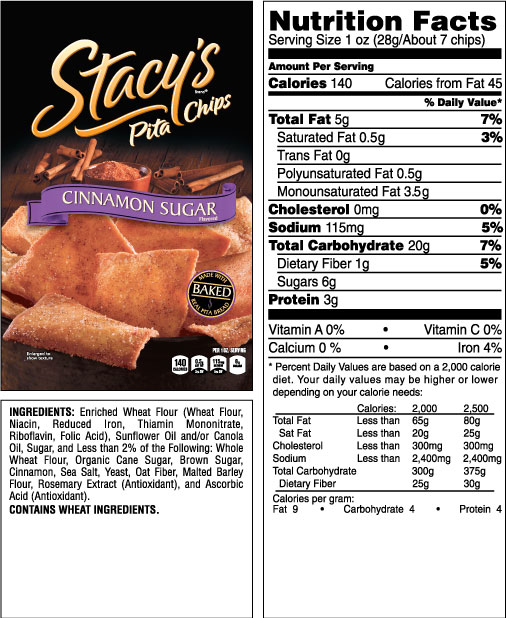 Stacy's
BRAND®
Pita Chips
CINNAMON SUGAR
Flavored
MADE WITH
BAKED
REAL PITA BREAD
Enlarged to
show texture
PER 1 OZ. SERVING
140
CALORIES
INGREDIENTS: Enriched Wheat Flour (Wheat Flour,
Niacin, Reduced Iron, Thiamin Mononitrate,
Riboflavin, Folic Acid), Sunflower Oil and/or Canola
Oil, Sugar, and Less than 2% of the Following: Whole
Wheat Flour, Organic Cane Sugar, Brown Sugar,
Cinnamon, Sea Salt, Yeast, Oat Fiber, Malted Barley
Flour, Rosemary Extract (Antioxidant), and Ascorbic
Acid (Antioxidant).
CONTAINS WHEAT INGREDIENTS.
Nutrition Facts
Serving Size 1 oz (28g/About 7 chips)
Amount Per Serving
Calories 140 Calories from Fat 45
% Daily Value*
Total Fat 5g 7%
Saturated Fat 0.5g 3%
Trans Fat 0g
Polyunsaturated Fat 0.5g
Monounsaturated Fat 3.5g
Cholesterol 0mg 0%
Sodium 115mg 5%
Total Carbohydrate 20g 7%
Dietary Fiber 1g 5%
Sugars 6g
Protein 3g
Vitamin A 0% • Vitamin C 0%
Calcium 0 % • Iron 4%
* Percent Daily Values are based on a 2,000 calorie
diet. Your daily values may be higher or lower
depending on your calorie needs:
Calories: 2,000 2,500
Total Fat Less than 65g 80g
Sat Fat Less than 20g 25g
Cholesterol Less than 300mg 300mg
Sodium Less than 2,400mg 2,400mg
Total Carbohydrate 300g 375g
Dietary Fiber 25g 30g
Calories per gram:
Fat 9 • Carbohydrate 4 • Protein 4